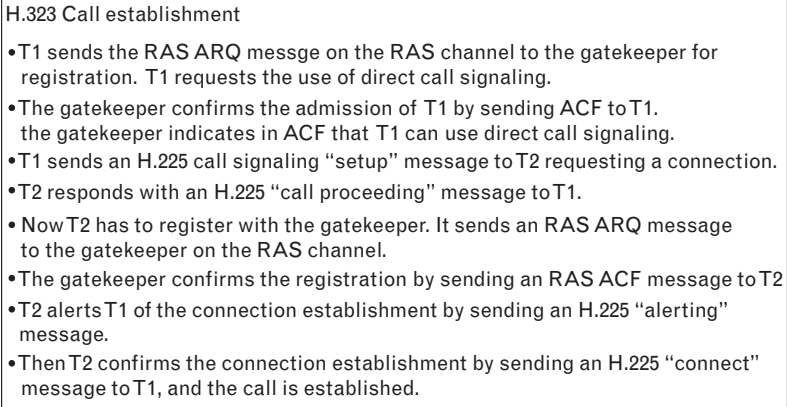 H.323 Call establishment
•T1 sends the RAS ARQ messge on the RAS channel to the gatekeeper for
registration. T1 requests the use of direct call signaling.
•The gatekeeper confirms the admission of T1 by sending ACF to T1.
the gatekeeper indicates in ACF that T1 can use direct call signaling.
•T1 sends an H.225 call signaling “setup” message to T2 requesting a connection.
•T2 responds with an H.225 “call proceeding” message to T1.
• Now T2 has to register with the gatekeeper. It sends an RAS ARQ message
to the gatekeeper on the RAS channel.
•The gatekeeper confirms the registration by sending an RAS ACF message to T2
•T2 alerts T1 of the connection establishment by sending an H.225 “alerting”
message.
•Then T2 confirms the connection establishment by sending an H.225 “connect”
message to T1, and the call is established.